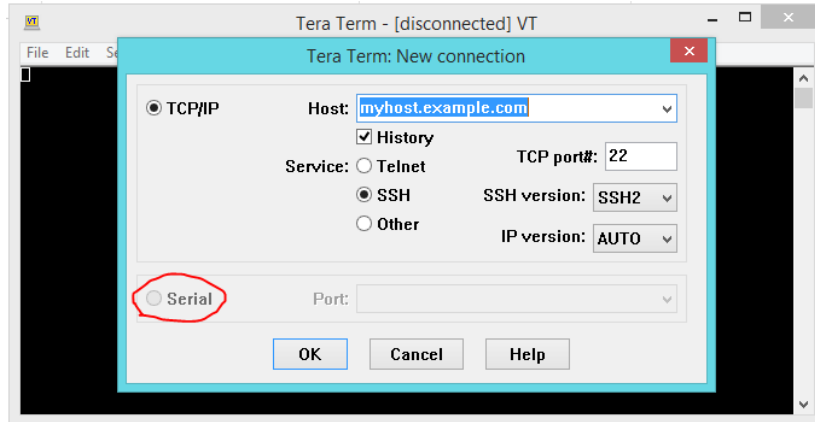 Tera Term - [disconnected] VT
File Edit Se
Tera Term: New connection
TCP/IP Host: myhost.example.com
History
Service: Telnet TCP port#: 22
SSH SSH version: SSH2
Other IP version: AUTO
Serial Port:
OK Cancel Help